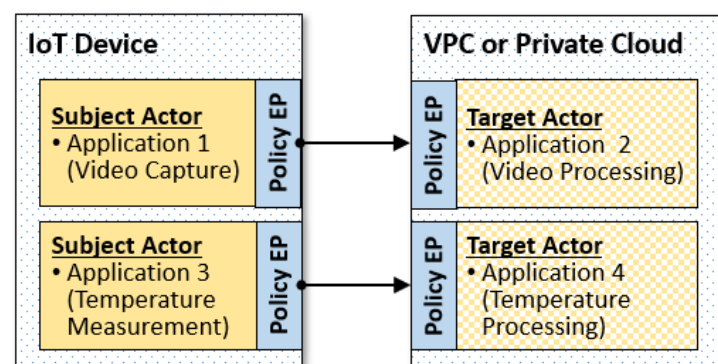 IoT Device
Subject Actor
• Application 1
(Video Capture)
Policy EP
Subject Actor
• Application 3
(Temperature
Measurement)
Policy EP
VPC or Private Cloud
Policy EP
Target Actor
• Application 2
(Video Processing)
Policy EP
Target Actor
• Application 4
(Temperature
Processing)